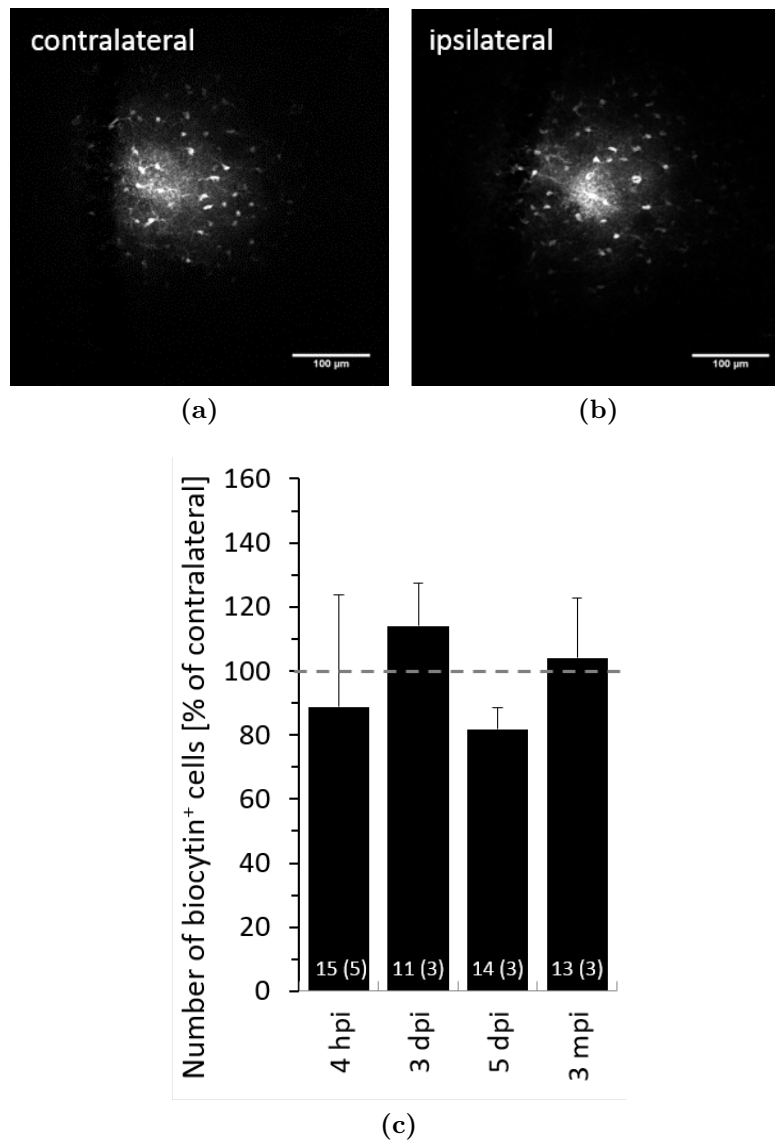 contralateral
ipsilateral
100 µm
100 µm
(a)
(b)
Number of biocytin⁺ cells [% of contralateral]
160
140
120
100
80
60
40
20
0
15 (5)
11 (3)
14 (3)
13 (3)
4 hpi
3 dpi
5 dpi
3 mpi
(c)